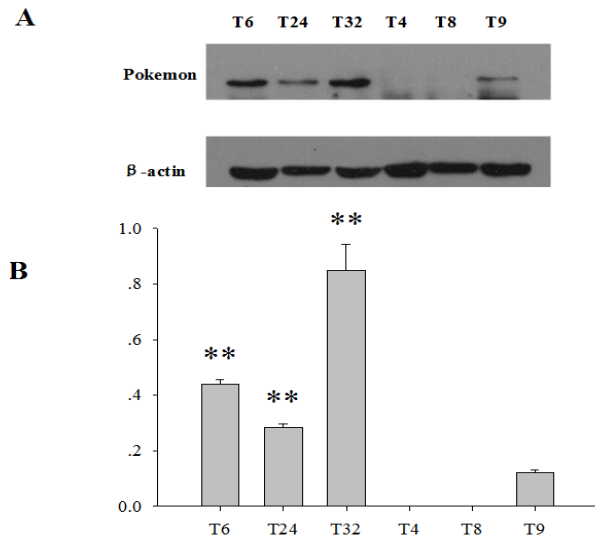 A
T6 T24 T32 T4 T8 T9
Pokemon
β-actin
B
1.0
.8
.6
.4
.2
0.0
**
**
**
T6 T24 T32 T4 T8 T9